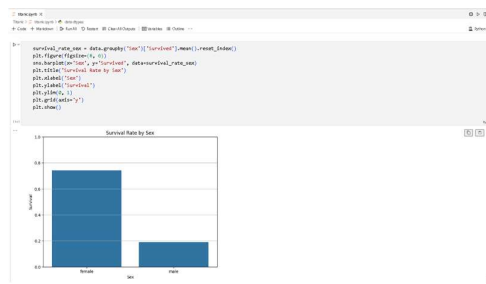 titanic.ipynb
+ Code + Markdown Run All Restart Clear All Outputs Variables Outline ...
Python
survival_rate_sex = data.groupby("Sex")["Survived"].mean().reset_index()
plt.figure(figsize=(8, 6))
sns.barplot(x="Sex", y="Survived", data=survival_rate_sex)
plt.title("Survival Rate by Sex")
plt.xlabel("Sex")
plt.ylabel("Survival")
plt.ylim(0, 1)
plt.grid(axis="y")
plt.show()
Survival Rate by Sex
1.0
0.8
0.6
0.4
0.2
0.0
Survival
female male
Sex